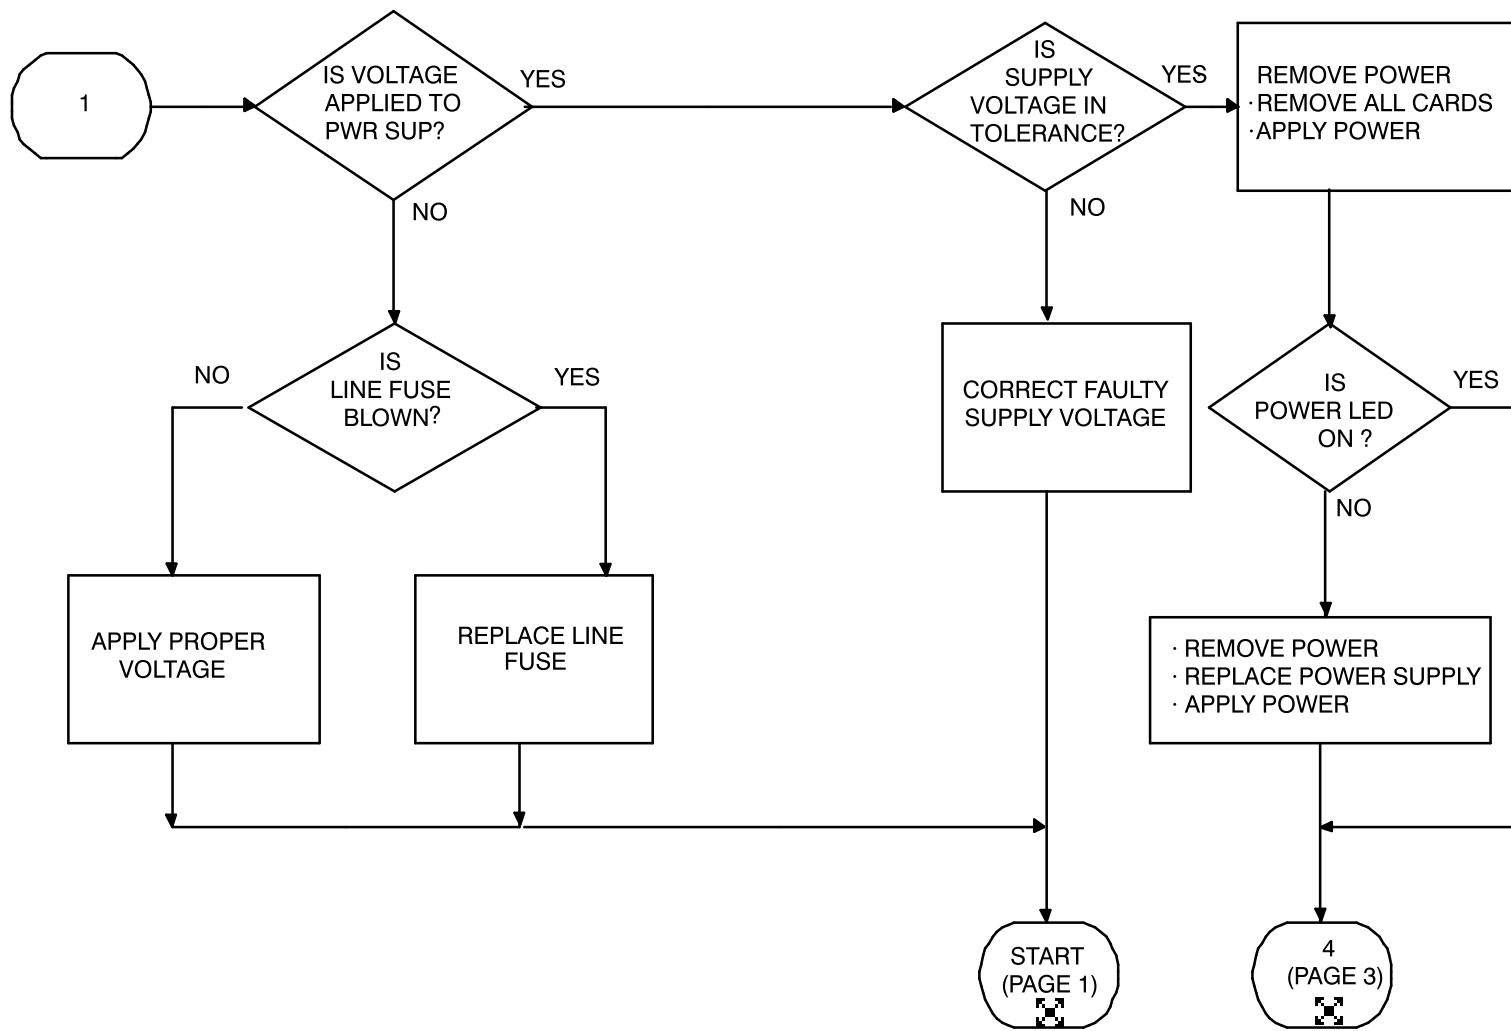 1
IS VOLTAGE
APPLIED TO
PWR SUP?
YES
NO
IS
SUPPLY
VOLTAGE IN
TOLERANCE?
YES
NO
REMOVE POWER
·REMOVE ALL CARDS
·APPLY POWER
IS
LINE FUSE
BLOWN?
NO
YES
CORRECT FAULTY
SUPPLY VOLTAGE
IS
POWER LED
ON ?
YES
NO
APPLY PROPER
VOLTAGE
REPLACE LINE
FUSE
· REMOVE POWER
· REPLACE POWER SUPPLY
· APPLY POWER
START
(PAGE 1)
4
(PAGE 3)